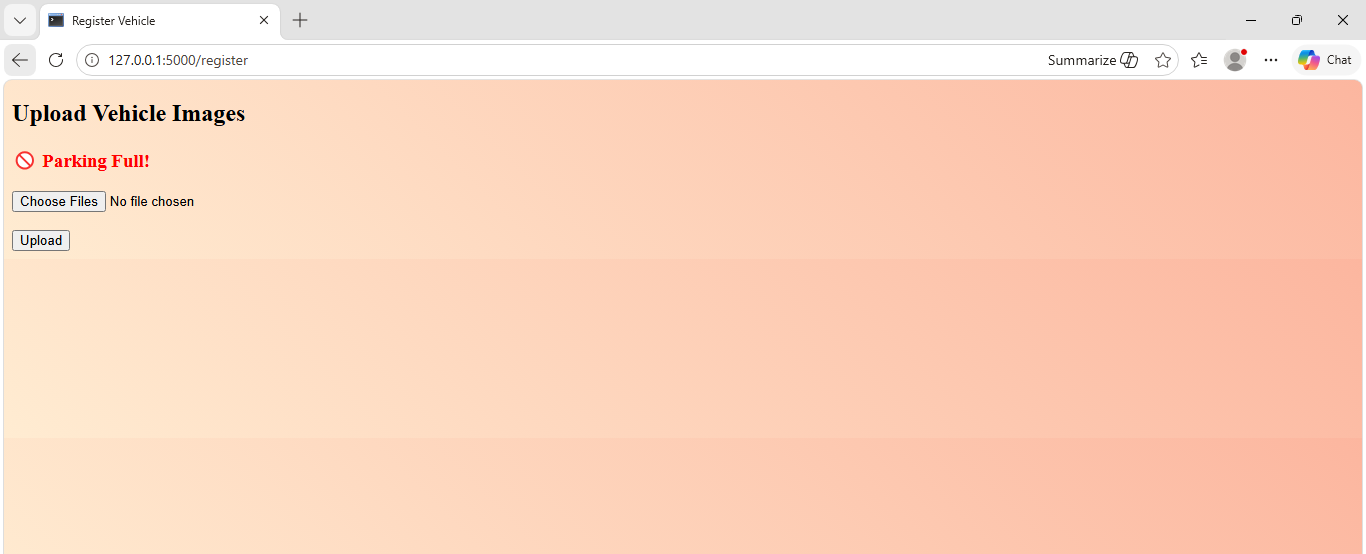 Register Vehicle
127.0.0.1:5000/register
Summarize
Chat
Upload Vehicle Images
Parking Full!
Choose Files No file chosen
Upload